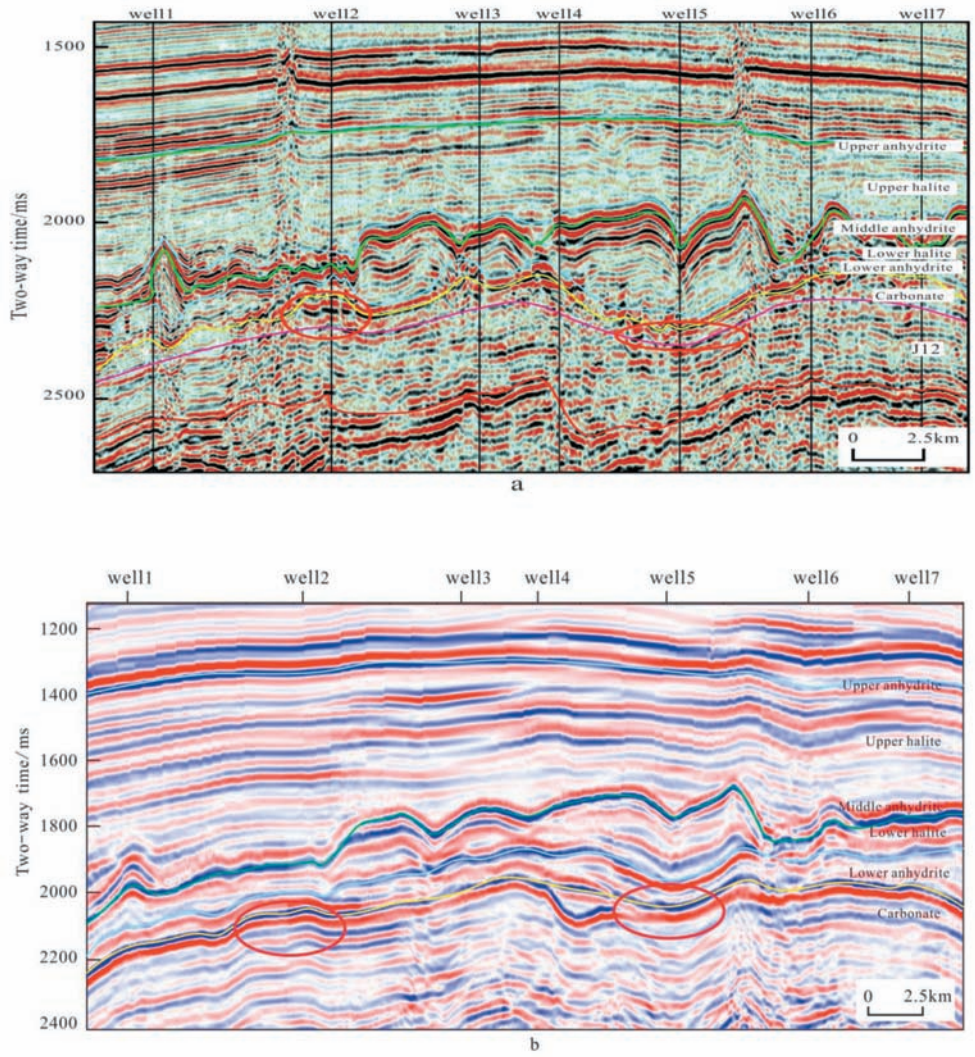 well1 well2 well3 well4 well5 well6 well7
1500
Upper anhydrite
Upper halite
2000
Middle anhydrite
Lower halite
Lower anhydrite
Carbonate
J12
2500
Two-way time/ms
0 2.5km
a
well1 well2 well3 well4 well5 well6 well7
1200
1400
Upper anhydrite
Upper halite
1600
Middle anhydrite
1800
Lower halite
Lower anhydrite
2000
Carbonate
2200
2400
Two-way time/ms
0 2.5km
b